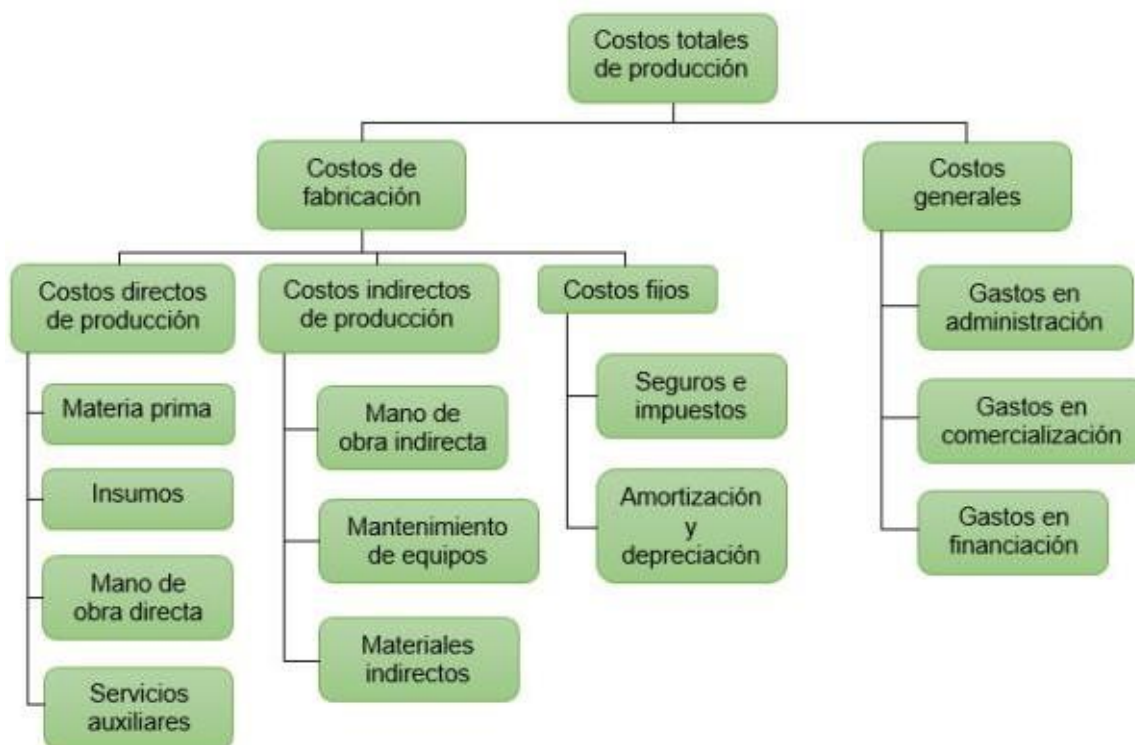 Costos totales
de producción
Costos de
fabricación
Costos
generales
Costos directos
de producción
Costos indirectos
de producción
Costos fijos
Gastos en
administración
Materia prima
Mano de
obra indirecta
Seguros e
impuestos
Gastos en
comercialización
Insumos
Mantenimiento
de equipos
Amortización
y
depreciación
Gastos en
financiación
Mano de
obra directa
Materiales
indirectos
Servicios
auxiliares